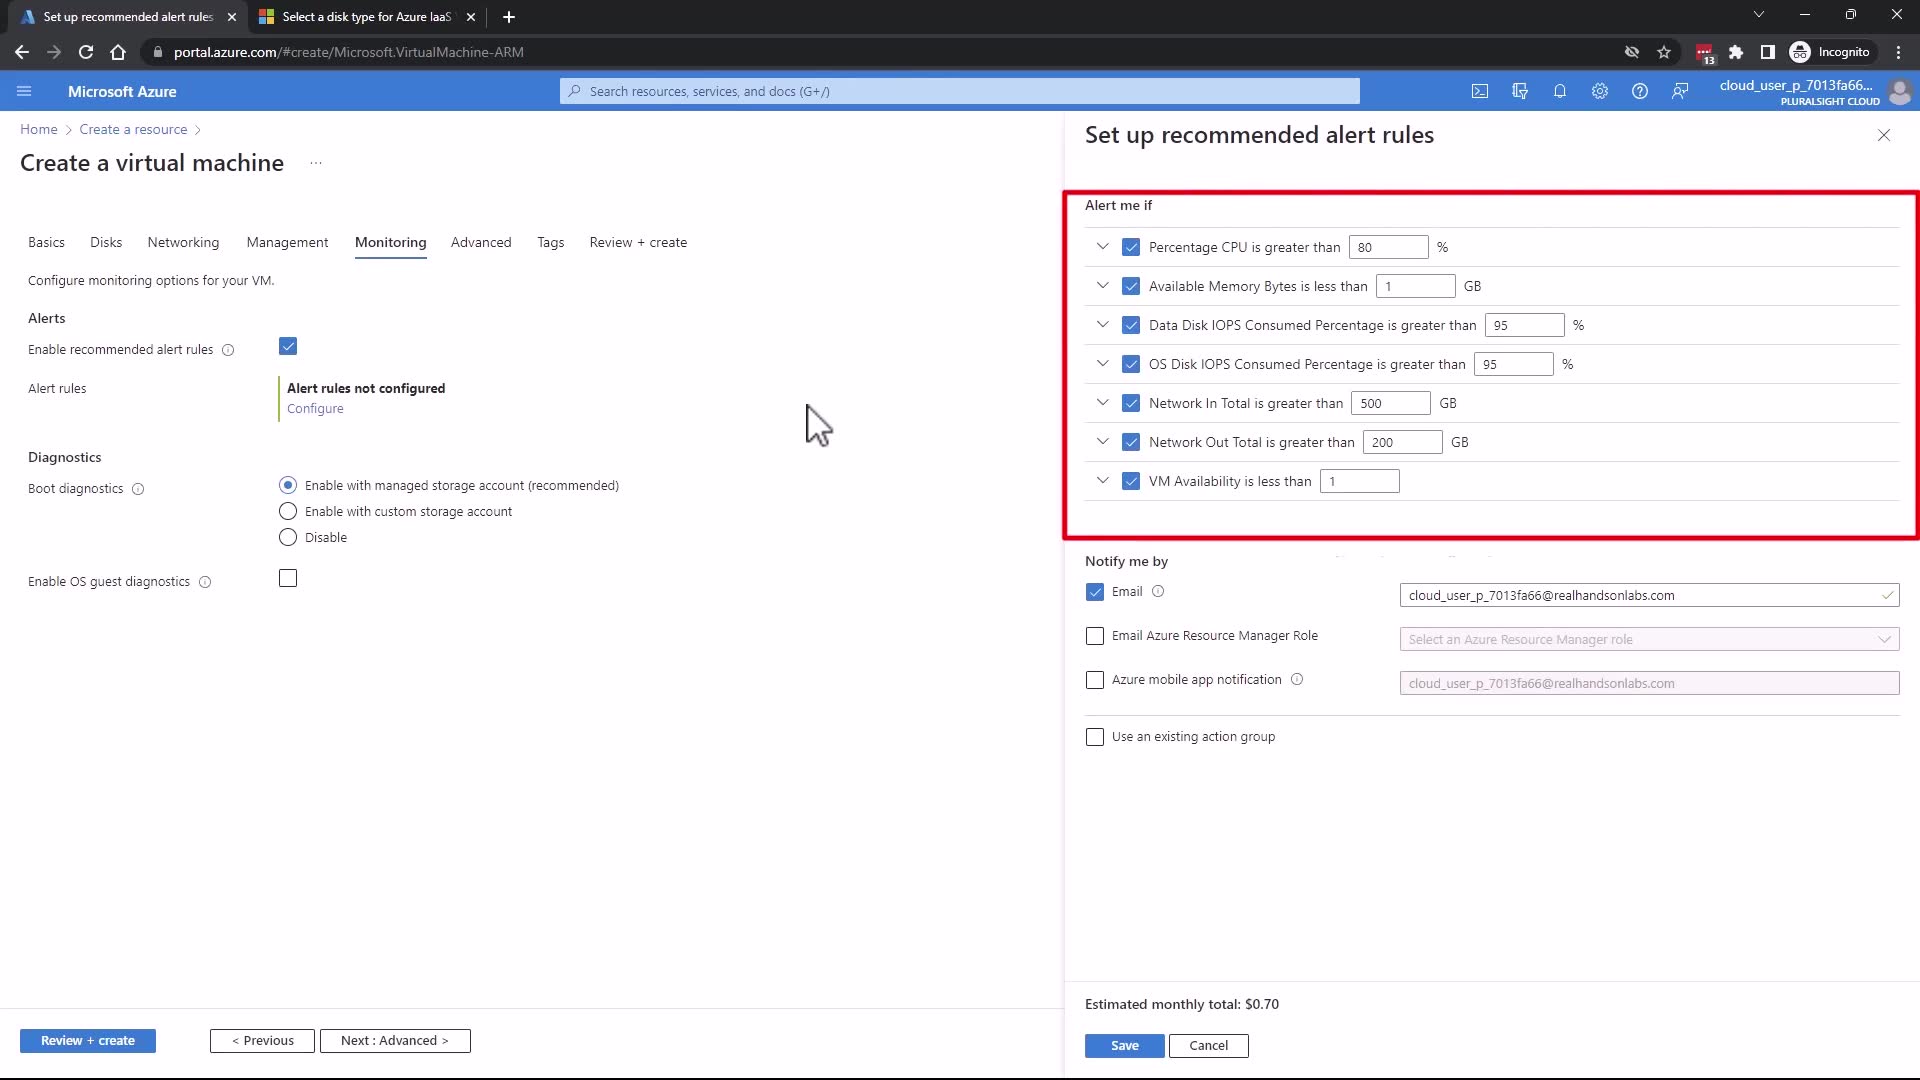 Set up recommended alert rules
Select a disk type for Azure IaaS
portal.azure.com/#create/Microsoft.VirtualMachine-ARM
13
Incognito
Microsoft Azure
Search resources, services, and docs (G+/)
cloud_user_p_7013fa66...
PLURALSIGHT CLOUD
Home > Create a resource >
Create a virtual machine ...
Basics Disks Networking Management Monitoring Advanced Tags Review + create
Configure monitoring options for your VM.
Alerts
Enable recommended alert rules
Alert rules
Alert rules not configured
Configure
Diagnostics
Boot diagnostics
Enable with managed storage account (recommended)
Enable with custom storage account
Disable
Enable OS guest diagnostics
Review + create
< Previous
Next : Advanced >
Set up recommended alert rules
Alert me if
Percentage CPU is greater than 80 %
Available Memory Bytes is less than 1 GB
Data Disk IOPS Consumed Percentage is greater than 95 %
OS Disk IOPS Consumed Percentage is greater than 95 %
Network In Total is greater than 500 GB
Network Out Total is greater than 200 GB
VM Availability is less than 1
Notify me by
Email cloud_user_p_7013fa66@realhandsonlabs.com
Email Azure Resource Manager Role Select an Azure Resource Manager role
Azure mobile app notification cloud_user_p_7013fa66@realhandsonlabs.com
Use an existing action group
Estimated monthly total: $0.70
Save
Cancel